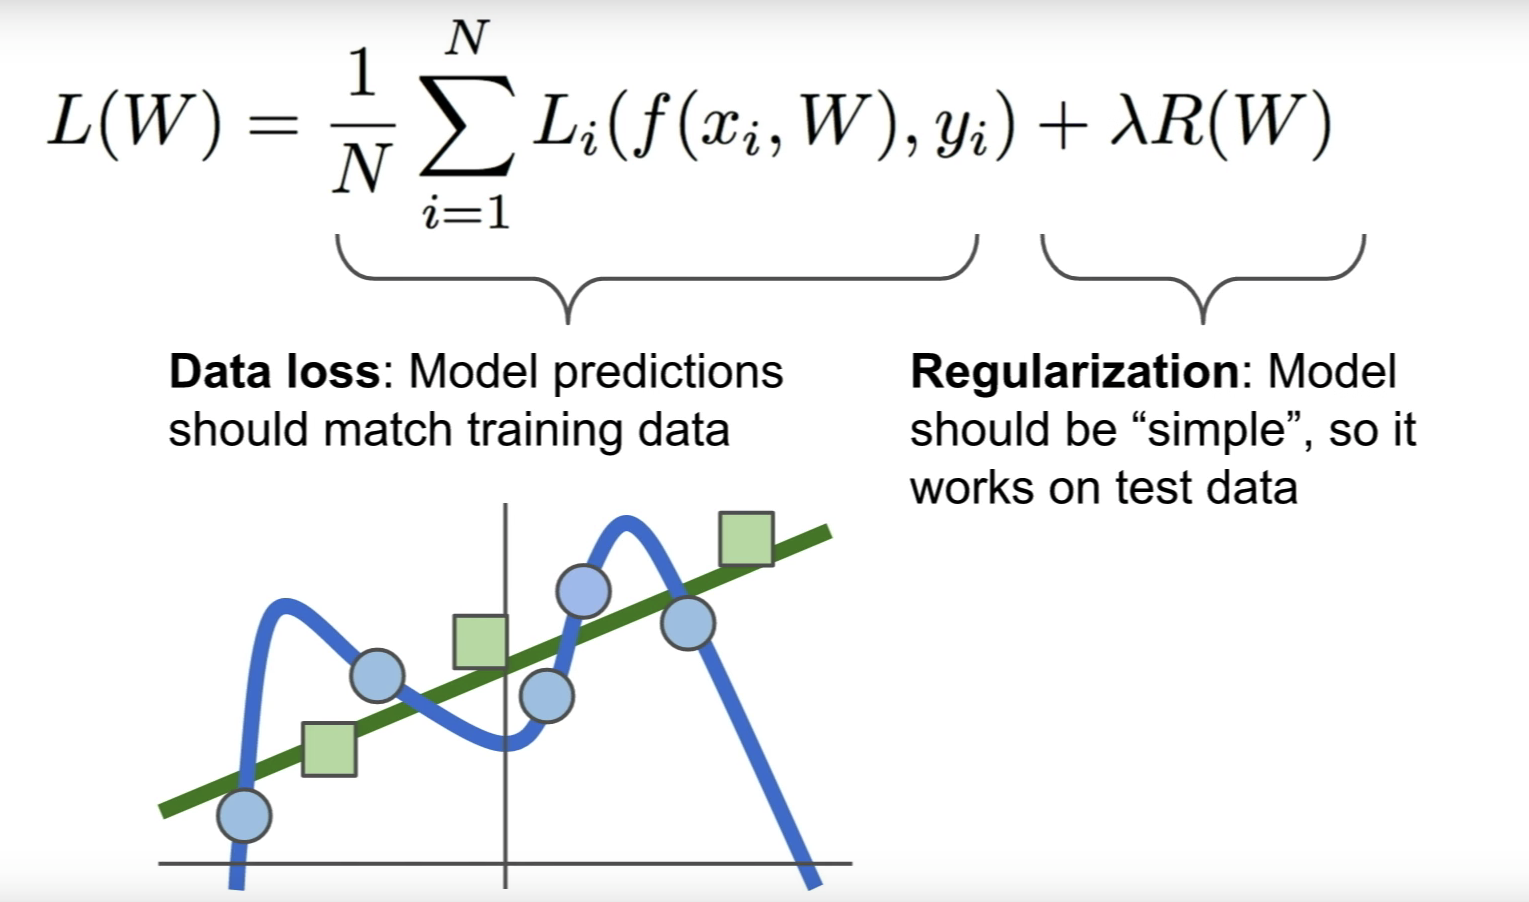 L(W) = \frac{1}{N} \sum_{i=1}^{N} L_i(f(x_i, W), y_i) + λR(W)
Data loss: Model predictions
should match training data
Regularization: Model
should be “simple”, so it
works on test data